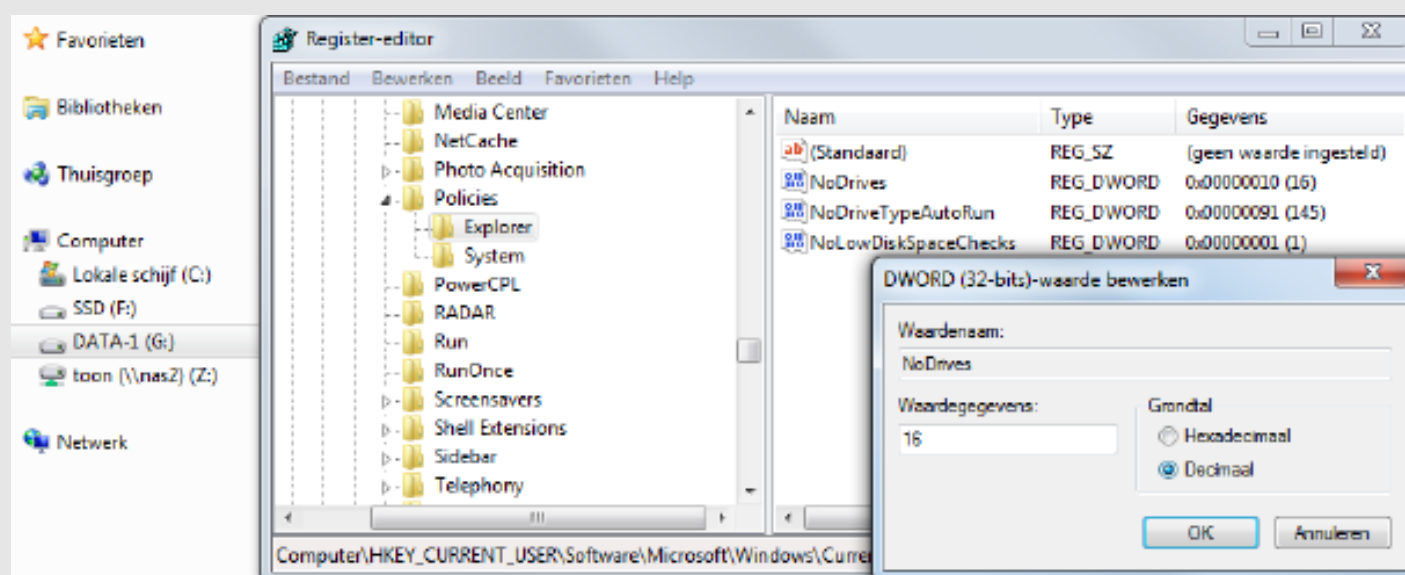 Favorieten
Bibliotheken
Thuisgroep
Computer
Lokale schijf (C:)
SSD (F:)
DATA-1 (G:)
toon (\\nas2) (Z:)
Netwerk
Register-editor
Bestand Bewerken Beeld Favorieten Help
Media Center
NetCache
Photo Acquisition
Policies
Explorer
System
PowerCPL
RADAR
Run
RunOnce
Screensavers
Shell Extensions
Sidebar
Telephony
Computer\HKEY_CURRENT_USER\Software\Microsoft\Windows\Curre
Naam Type Gegevens
(Standaard) REG_SZ (geen waarde ingesteld)
NoDrives REG_DWORD 0x00000010 (16)
NoDriveTypeAutoRun REG_DWORD 0x00000091 (145)
NoLowDiskSpaceChecks REG_DWORD 0x00000001 (1)
DWORD (32-bits)-waarde bewerken
Waardenaam:
NoDrives
Waardegegevens:
16
Grondtal
Hexadecimaal
Decimaal
OK Annuleren